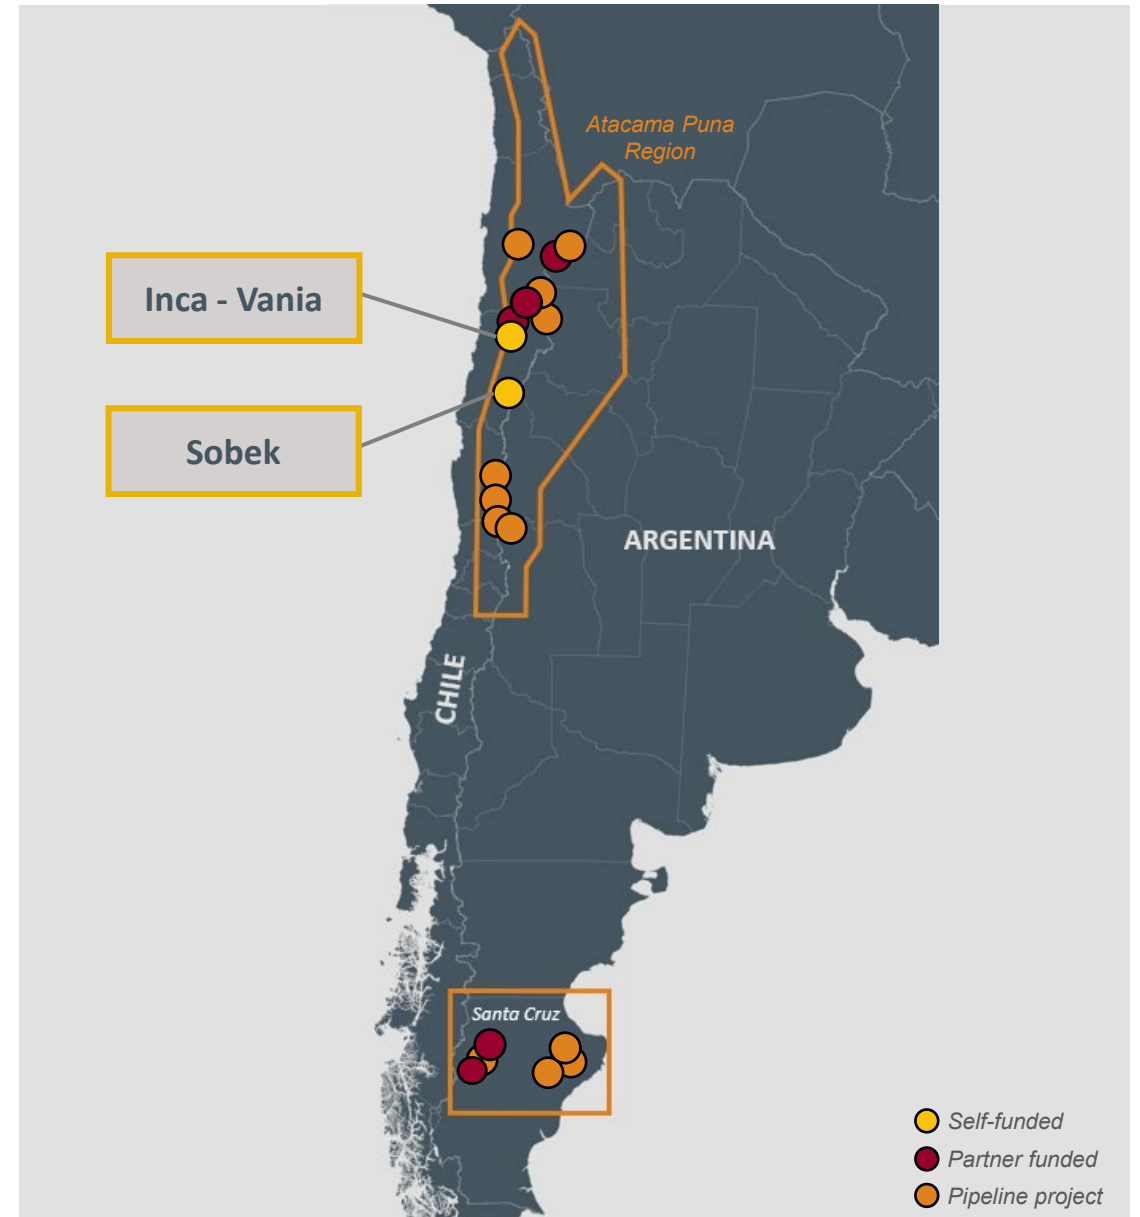 Atacama Puna
Region
Inca - Vania
Sobek
ARGENTINA
CHILE
Santa Cruz
Self-funded
Partner funded
Pipeline project